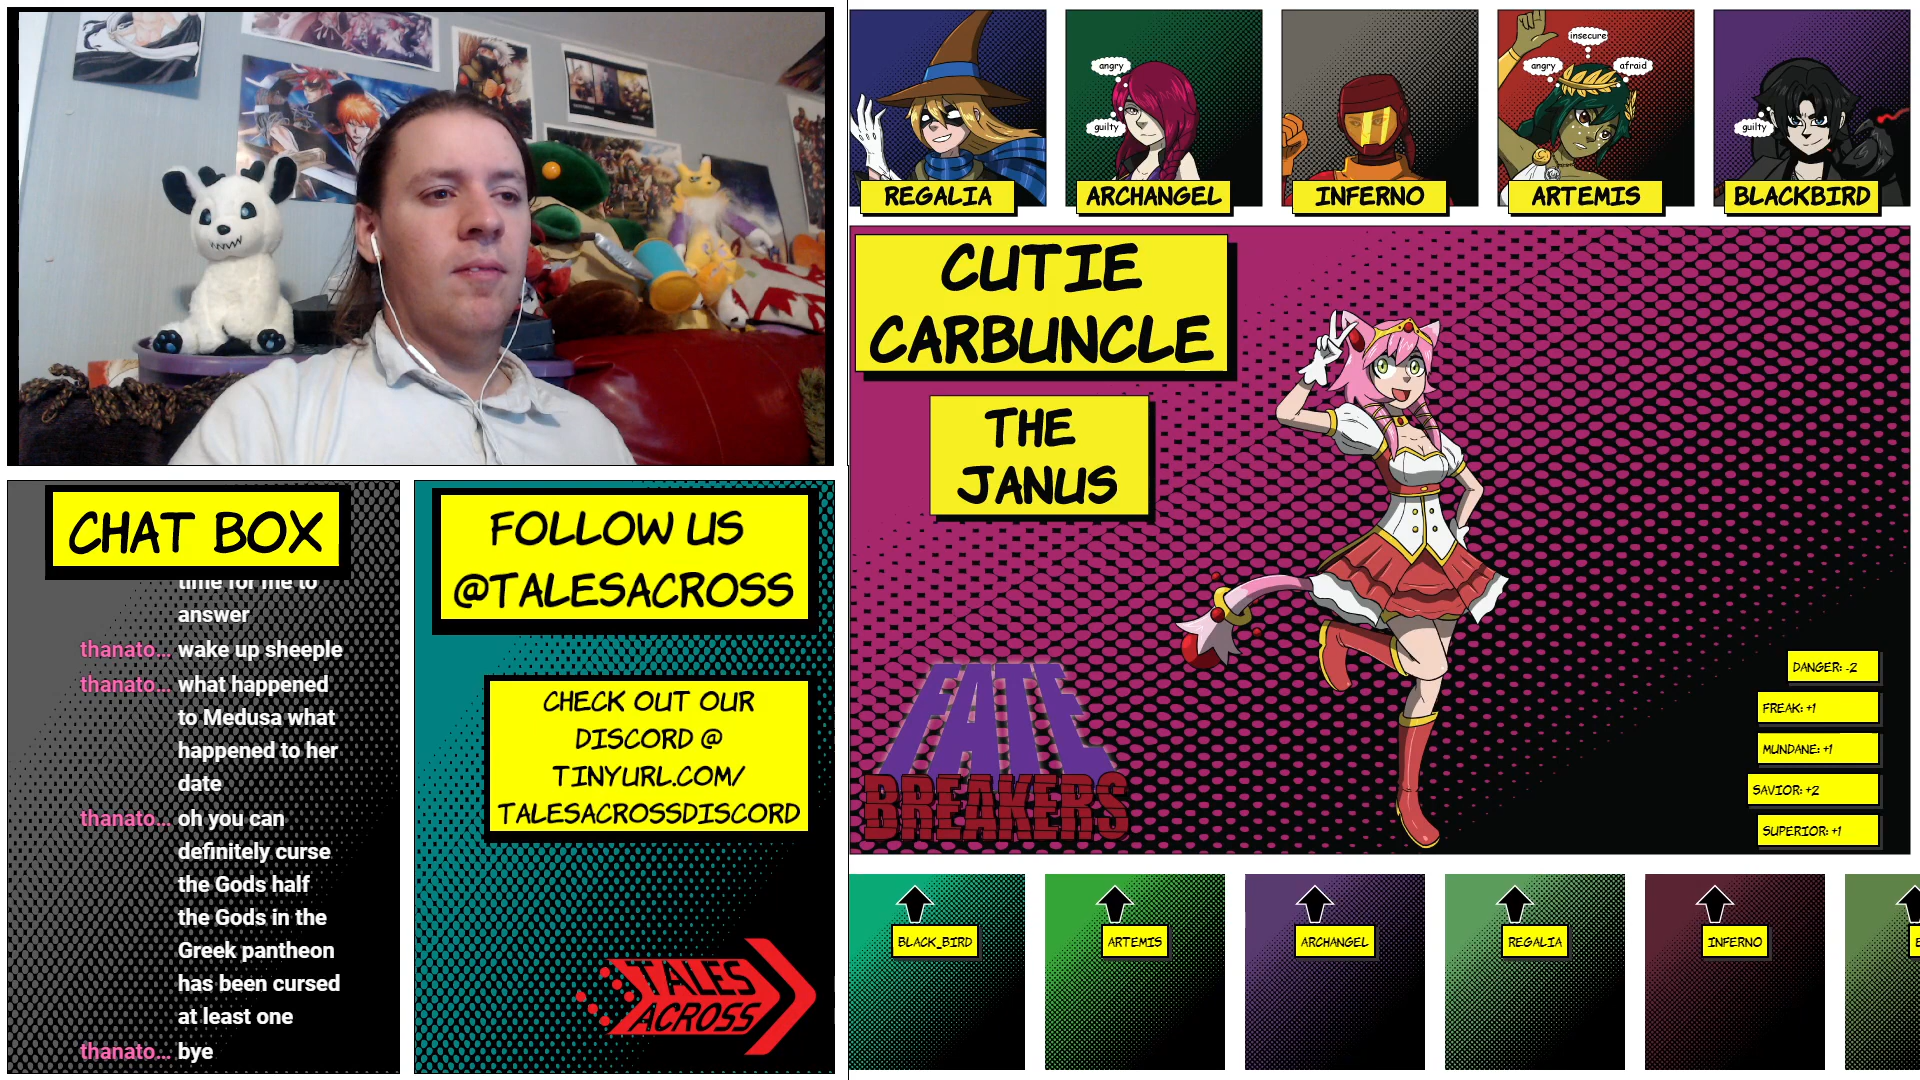 angry
guilty
insecure
angry
afraid
guilty
REGALIA
ARCHANGEL
INFERNO
ARTEMIS
BLACKBIRD
CUTIE
CARBUNCLE
THE
JANUS
FATE
BREAKERS
DANGER: -2
FREAK: +1
MUNDANE: +1
SAVIOR: +2
SUPERIOR: +1
CHAT BOX
time for me to
answer
thanato... wake up sheeple
thanato... what happened
to Medusa what
happened to her
date
thanato... oh you can
definitely curse
the Gods half
the Gods in the
Greek pantheon
has been cursed
at least one
thanato... bye
FOLLOW US
@TALESACROSS
CHECK OUT OUR
DISCORD @
TINYURL.COM/
TALESACROSSDISCORD
TALES
ACROSS
BLACK_BIRD
ARTEMIS
ARCHANGEL
REGALIA
INFERNO